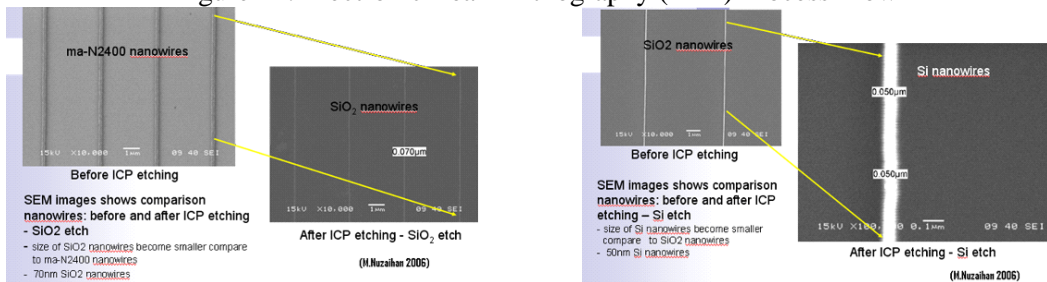 ma-N2400 nanowires
15kV X10,000 1µm 09 40 SEI
Before ICP etching
SiO2 nanowires
0.070µm
15kV X10,000 1µm 09 40 SEI
After ICP etching - SiO2 etch
SEM images shows comparison
nanowires: before and after ICP etching
- SiO2 etch
- size of SiO2 nanowires become smaller compare
to ma-N2400 nanowires
- 70nm SiO2 nanowires
(M.Nuzaihan 2006)
SiO2 nanowires
15kV X10,000 1µm 09 40 SEI
Before ICP etching
Si nanowires
0.050µm
0.050µm
0.1µm 09 40 SEI
After ICP etching - Si etch
SEM images shows comparison
nanowires: before and after ICP
etching – Si etch
- size of Si nanowires become smaller
compare to SiO2 nanowires
- 50nm Si nanowires
(M.Nuzaihan 2006)